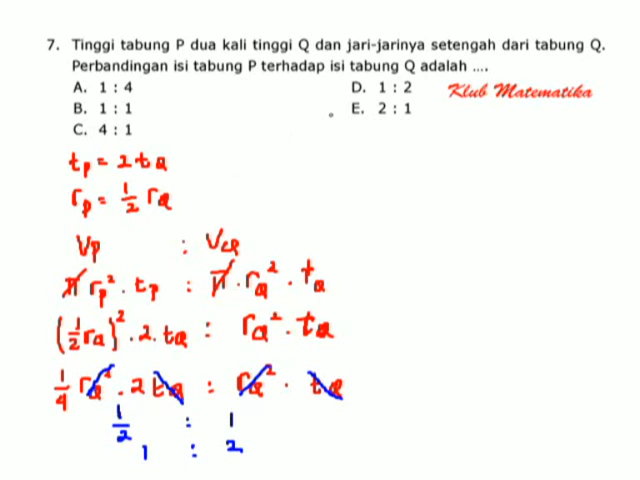 7. Tinggi tabung P dua kali tinggi Q dan jari-jarinya setengah dari tabung Q.
Perbandingan isi tabung P terhadap isi tabung Q adalah ....
A. 1 : 4
D. 1 : 2
Klub Matematika
B. 1 : 1
E. 2 : 1
C. 4 : 1
tp = 2 tQ
rp = 1/2 rQ
Vp : VQ
π rp² . tp : π . rQ² . tQ
(1/2 rQ)² . 2 . tQ : rQ² . tQ
1/4 rQ² . 2 tQ : rQ² . tQ
1/2 : 1
1 : 2